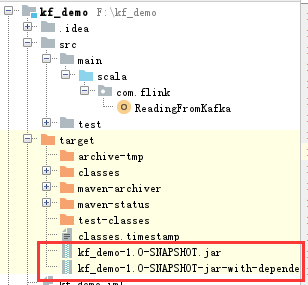 kf_demo F:\kf_demo
.idea
src
main
scala
com.flink
ReadingFromKafka
test
target
archive-tmp
classes
maven-archiver
maven-status
test-classes
classes.timestamp
kf_demo-1.0-SNAPSHOT.jar
kf_demo-1.0-SNAPSHOT-jar-with-depende